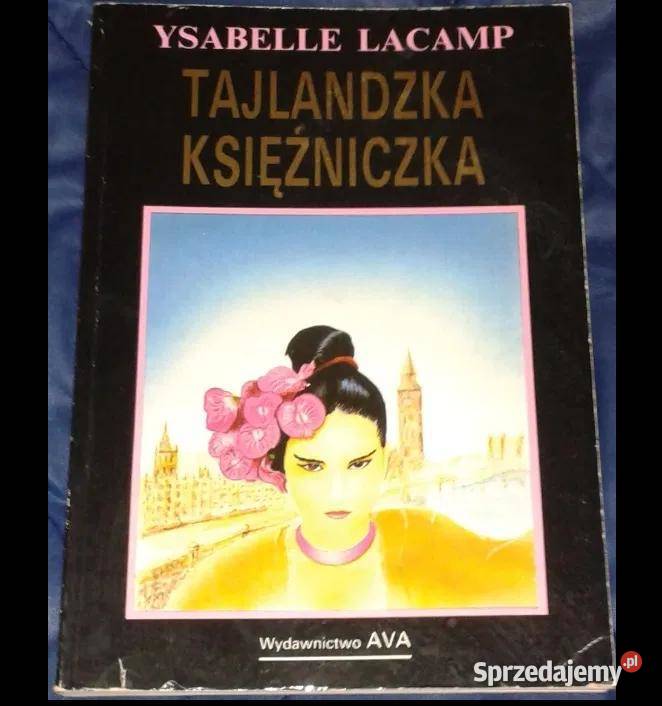 YSABELLE LACAMP
TAJLANDZKA
KSIĘŻNICZKA
Wydawnictwo AVA
Sprzedajemy.pl